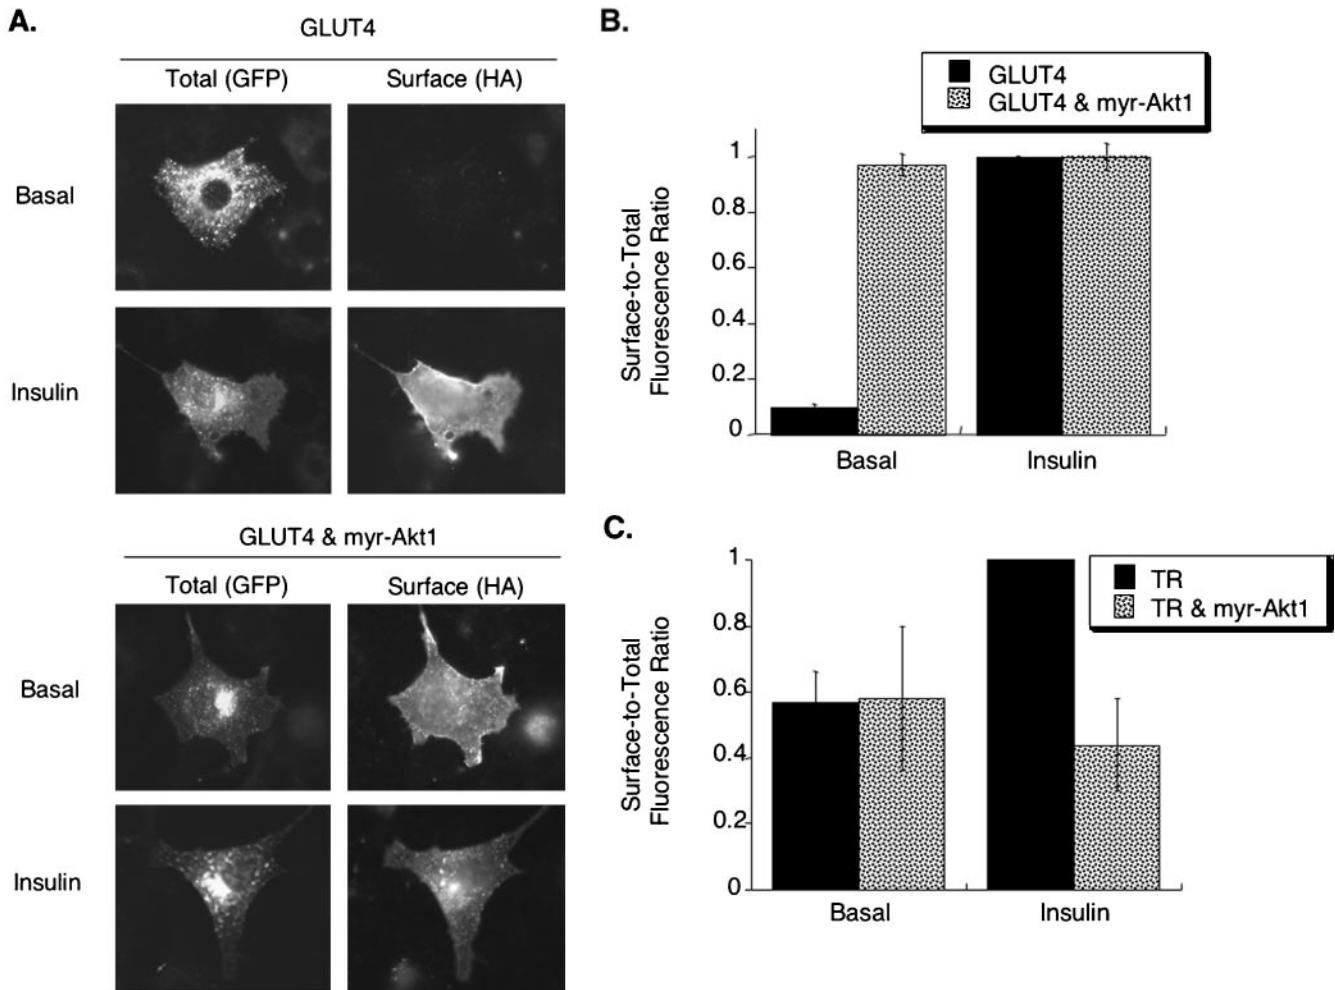 A.
GLUT4
Total (GFP)
Surface (HA)
Basal
Insulin
GLUT4 & myr-Akt1
Total (GFP)
Surface (HA)
Basal
Insulin
B.
GLUT4
GLUT4 & myr-Akt1
Surface-to-Total
Fluorescence Ratio
1
0.8
0.6
0.4
0.2
0
Basal
Insulin
C.
TR
TR & myr-Akt1
Surface-to-Total
Fluorescence Ratio
1
0.8
0.6
0.4
0.2
0
Basal
Insulin